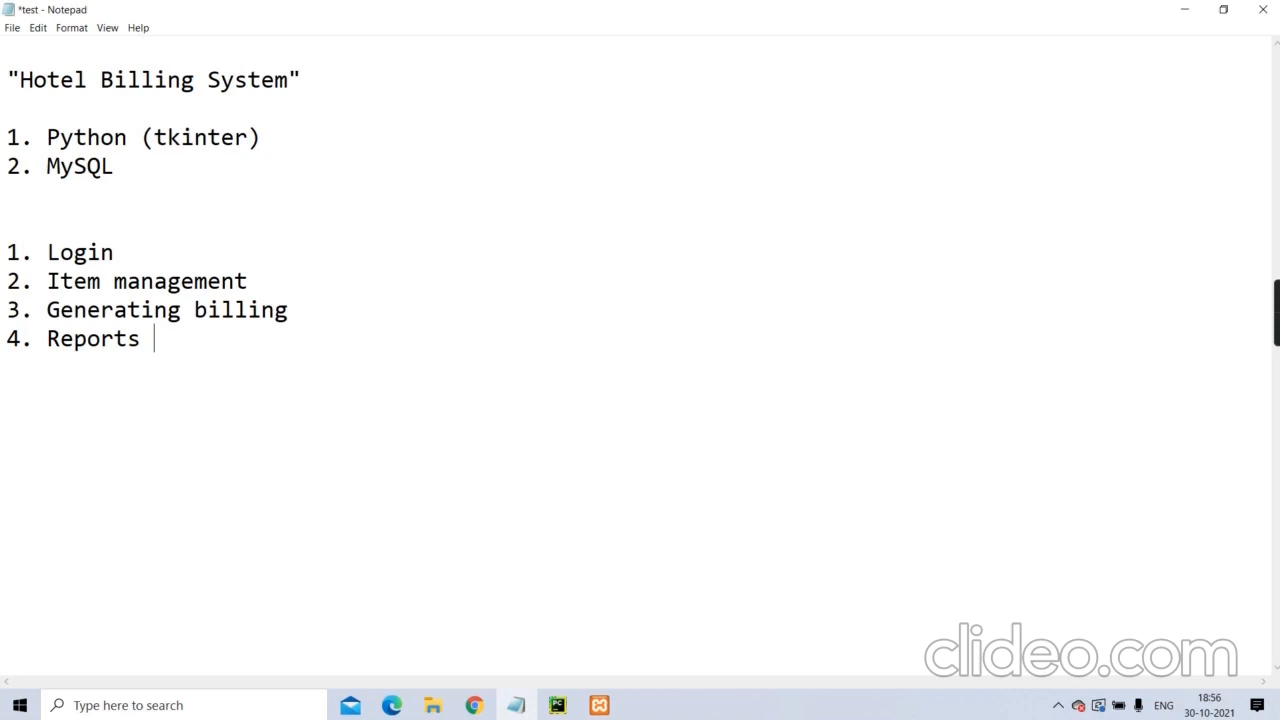 *test - Notepad
File Edit Format View Help
"Hotel Billing System"
1. Python (tkinter)
2. MySQL
1. Login
2. Item management
3. Generating billing
4. Reports
clideo.com
Type here to search
PC
ENG
18:56
30-10-2021